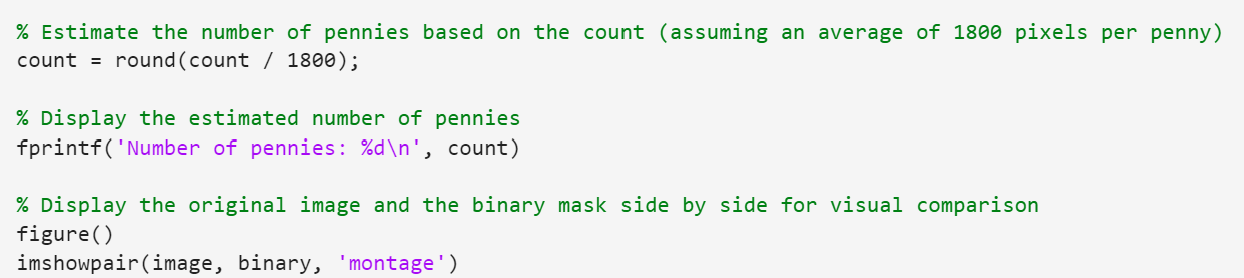 % Estimate the number of pennies based on the count (assuming an average of 1800 pixels per penny)
count = round(count / 1800);
% Display the estimated number of pennies
fprintf('Number of pennies: %d\n', count)
% Display the original image and the binary mask side by side for visual comparison
figure()
imshowpair(image, binary, 'montage')